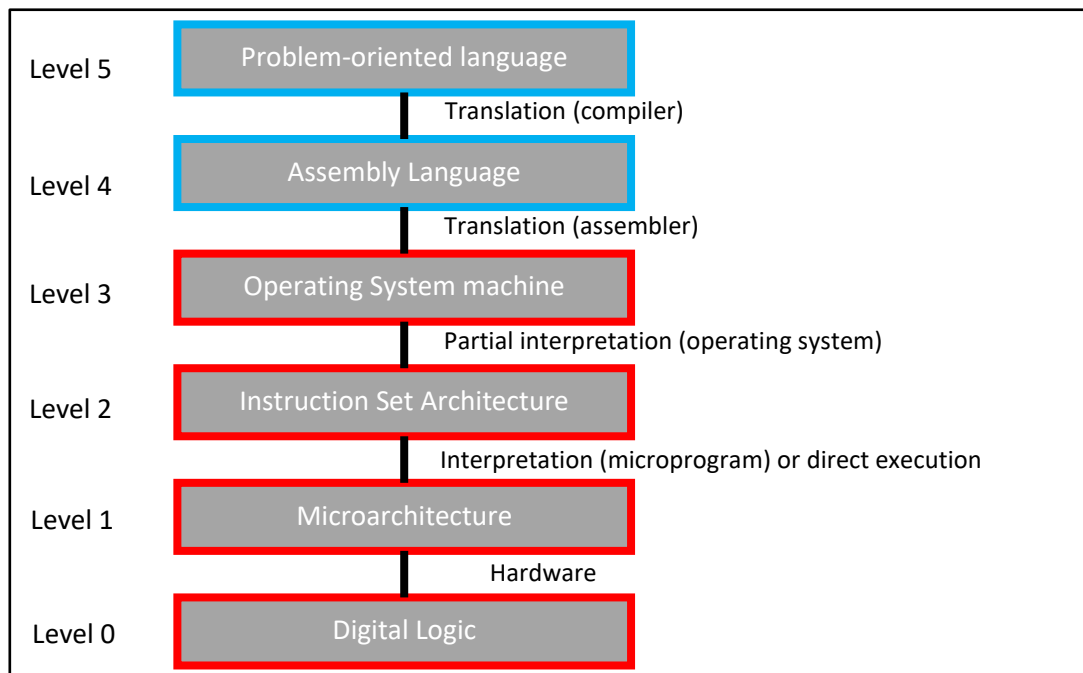 Level 5
Problem-oriented language
Translation (compiler)
Level 4
Assembly Language
Translation (assembler)
Level 3
Operating System machine
Partial interpretation (operating system)
Level 2
Instruction Set Architecture
Interpretation (microprogram) or direct execution
Level 1
Microarchitecture
Hardware
Level 0
Digital Logic